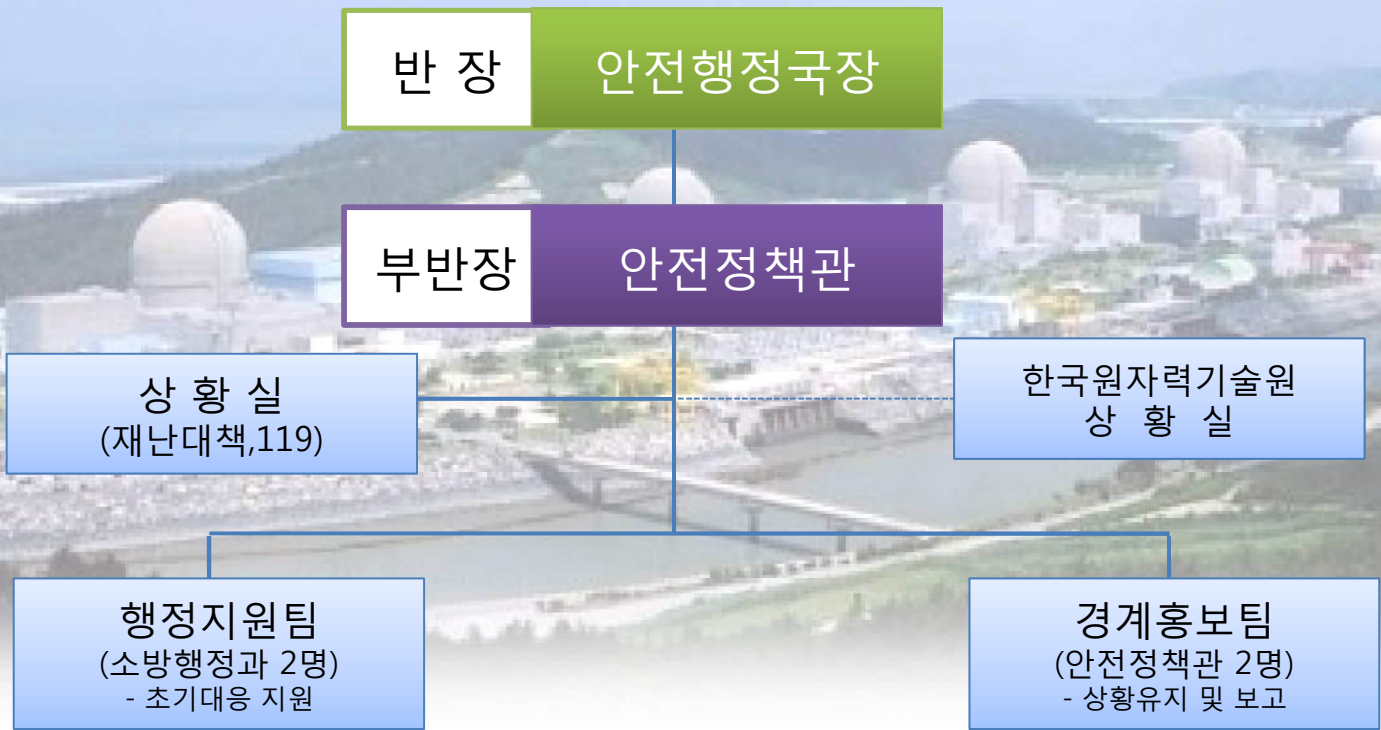 반 장 안전행정국장
부반장 안전정책관
상 황 실
(재난대책,119)
한국원자력기술원
상 황 실
행정지원팀
(소방행정과 2명)
- 초기대응 지원
경계홍보팀
(안전정책관 2명)
- 상황유지 및 보고